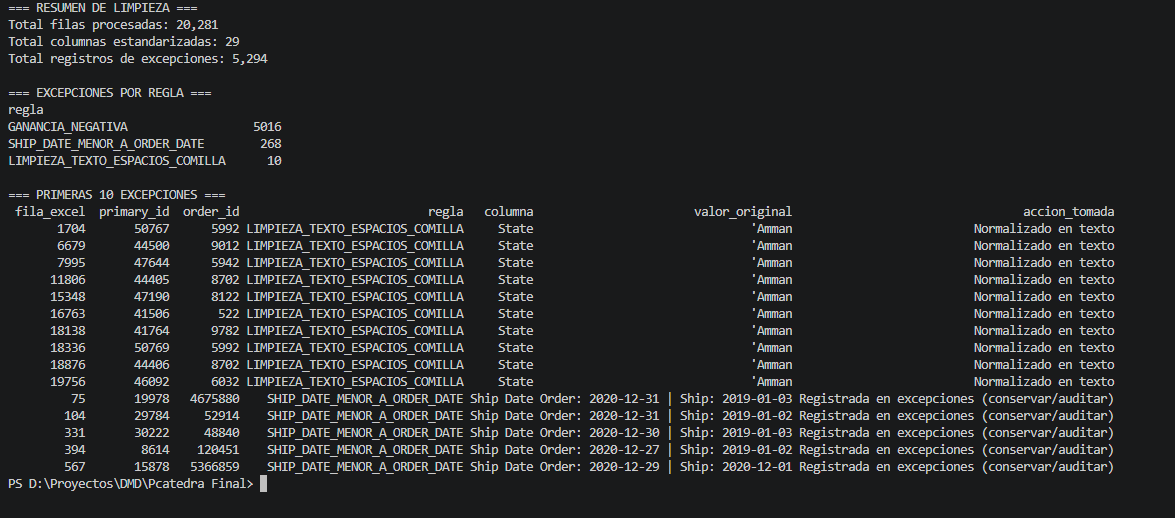 === RESUMEN DE LIMPIEZA ===
Total filas procesadas: 20,281
Total columnas estandarizadas: 29
Total registros de excepciones: 5,294
=== EXCEPCIONES POR REGLA ===
regla
GANANCIA_NEGATIVA 5016
SHIP_DATE_MENOR_A_ORDER_DATE 268
LIMPIEZA_TEXTO_ESPACIOS_COMILLA 10
=== PRIMERAS 10 EXCEPCIONES ===
fila_excel primary_id order_id regla columna valor_original accion_tomada
1704 50767 5992 LIMPIEZA_TEXTO_ESPACIOS_COMILLA State 'Amman Normalizado en texto
6679 44500 9012 LIMPIEZA_TEXTO_ESPACIOS_COMILLA State 'Amman Normalizado en texto
7995 47644 5942 LIMPIEZA_TEXTO_ESPACIOS_COMILLA State 'Amman Normalizado en texto
11806 44405 8702 LIMPIEZA_TEXTO_ESPACIOS_COMILLA State 'Amman Normalizado en texto
15348 47190 8122 LIMPIEZA_TEXTO_ESPACIOS_COMILLA State 'Amman Normalizado en texto
16763 41506 522 LIMPIEZA_TEXTO_ESPACIOS_COMILLA State 'Amman Normalizado en texto
18138 41764 9782 LIMPIEZA_TEXTO_ESPACIOS_COMILLA State 'Amman Normalizado en texto
18336 50769 5992 LIMPIEZA_TEXTO_ESPACIOS_COMILLA State 'Amman Normalizado en texto
18876 44406 8702 LIMPIEZA_TEXTO_ESPACIOS_COMILLA State 'Amman Normalizado en texto
19756 46092 6032 LIMPIEZA_TEXTO_ESPACIOS_COMILLA State 'Amman Normalizado en texto
75 19978 4675880 SHIP_DATE_MENOR_A_ORDER_DATE Ship Date Order: 2020-12-31 | Ship: 2019-01-03 Registrada en excepciones (conservar/auditar)
104 29784 52914 SHIP_DATE_MENOR_A_ORDER_DATE Ship Date Order: 2020-12-31 | Ship: 2019-01-02 Registrada en excepciones (conservar/auditar)
331 30222 48840 SHIP_DATE_MENOR_A_ORDER_DATE Ship Date Order: 2020-12-30 | Ship: 2019-01-03 Registrada en excepciones (conservar/auditar)
394 8614 120451 SHIP_DATE_MENOR_A_ORDER_DATE Ship Date Order: 2020-12-27 | Ship: 2019-01-02 Registrada en excepciones (conservar/auditar)
567 15878 5366859 SHIP_DATE_MENOR_A_ORDER_DATE Ship Date Order: 2020-12-29 | Ship: 2020-12-01 Registrada en excepciones (conservar/auditar)
PS D:\Proyectos\DMD\Pcatedra Final>